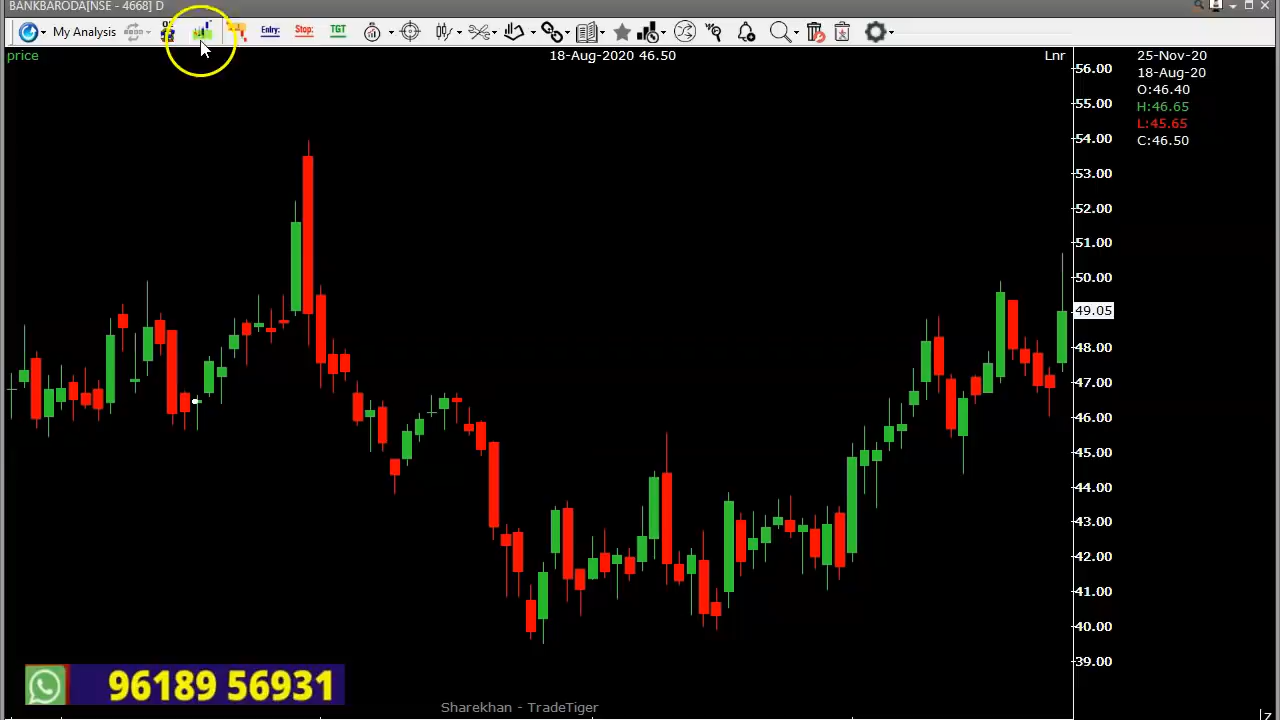 BANKBARODA[NSE - 4668] D
My Analysis Entry: Stop: TGT
price 18-Aug-2020 46.50 Lnr
25-Nov-20
18-Aug-20
O:46.40
H:46.65
L:45.65
C:46.50
56.00
55.00
54.00
53.00
52.00
51.00
50.00
49.05
48.00
47.00
46.00
45.00
44.00
43.00
42.00
41.00
40.00
39.00
96189 56931
Sharekhan - TradeTiger